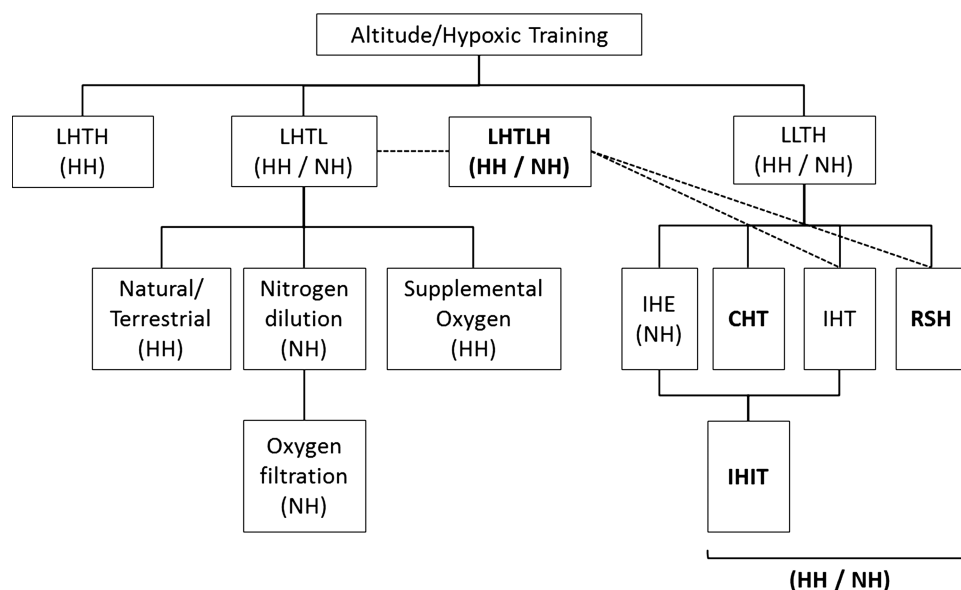 Altitude/Hypoxic Training
LHTH
(HH)
LHTL
(HH / NH)
LHTLH
(HH / NH)
LLTH
(HH / NH)
Natural/
Terrestrial
(HH)
Nitrogen
dilution
(NH)
Supplemental
Oxygen
(HH)
IHE
(NH)
CHT
IHT
RSH
Oxygen
filtration
(NH)
IHIT
(HH / NH)